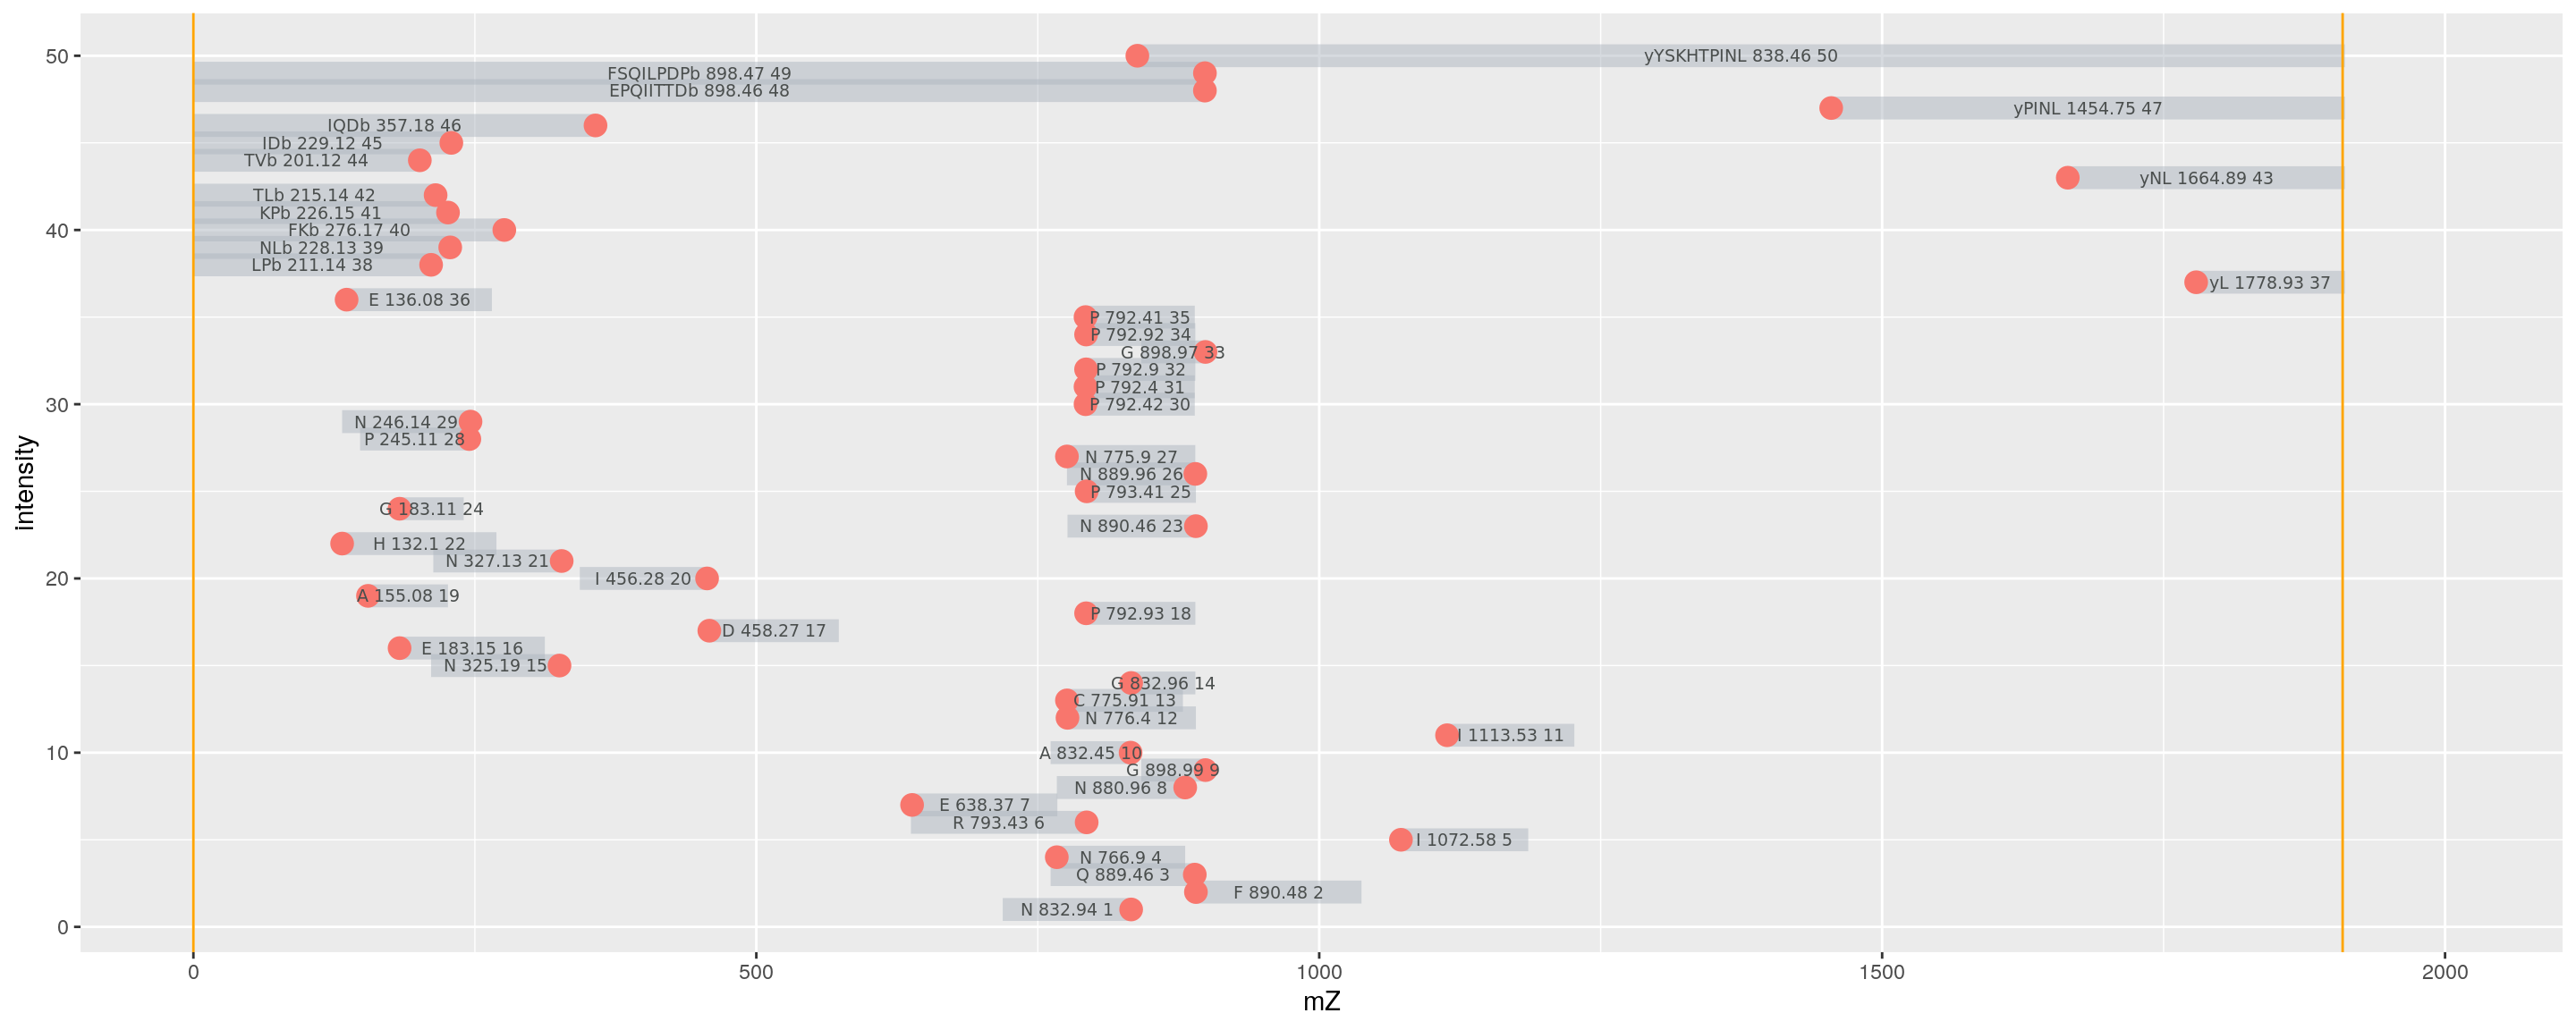 50
40
30
20
10
0
intensity
yYSKHTPINL 838.46 50
FSQILPDPb 898.47 49
EPQIITTDb 898.46 48
yPINL 1454.75 47
IQDb 357.18 46
IDb 229.12 45
TVb 201.12 44
yNL 1664.89 43
TLb 215.14 42
KPb 226.15 41
FKb 276.17 40
NLb 228.13 39
LPb 211.14 38
yL 1778.93 37
E 136.08 36
P 792.41 35
P 792.92 34
G 898.97 33
P 792.9 32
P 792.4 31
P 792.42 30
N 246.14 29
P 245.11 28
N 775.9 27
N 889.96 26
P 793.41 25
G 183.11 24
N 890.46 23
H 132.1 22
N 327.13 21
I 456.28 20
A 155.08 19
P 792.93 18
D 458.27 17
E 183.15 16
N 325.19 15
G 832.96 14
C 775.91 13
N 776.4 12
I 1113.53 11
A 832.45 10
G 898.99 9
N 880.96 8
E 638.37 7
R 793.43 6
I 1072.58 5
N 766.9 4
Q 889.46 3
F 890.48 2
N 832.94 1
0 500 1000 1500 2000
mZ